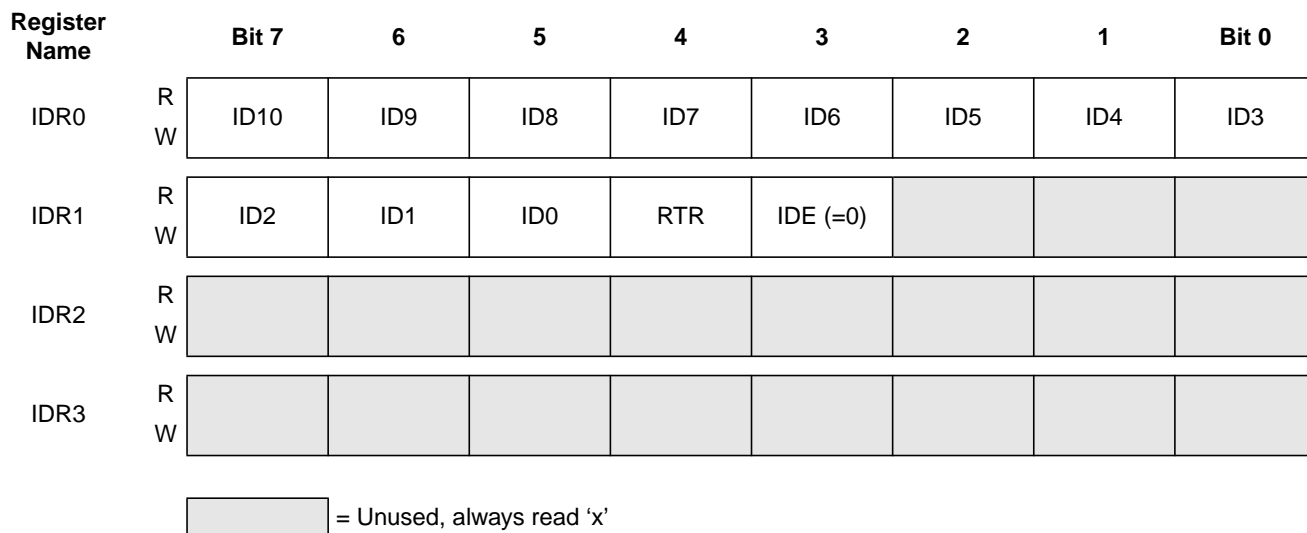 Register Name Bit 7 6 5 4 3 2 1 Bit 0
IDR0 R W ID10 ID9 ID8 ID7 ID6 ID5 ID4 ID3
IDR1 R W ID2 ID1 ID0 RTR IDE (=0)
IDR2 R W
IDR3 R W
= Unused, always read ‘x’